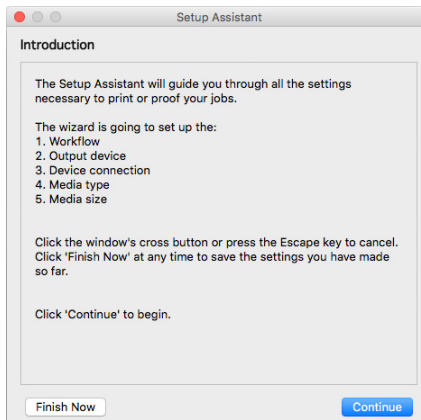 Setup Assistant
Introduction
The Setup Assistant will guide you through all the settings
necessary to print or proof your jobs.
The wizard is going to set up the:
1. Workflow
2. Output device
3. Device connection
4. Media type
5. Media size
Click the window's cross button or press the Escape key to cancel.
Click 'Finish Now' at any time to save the settings you have made
so far.
Click 'Continue' to begin.
Finish Now
Continue